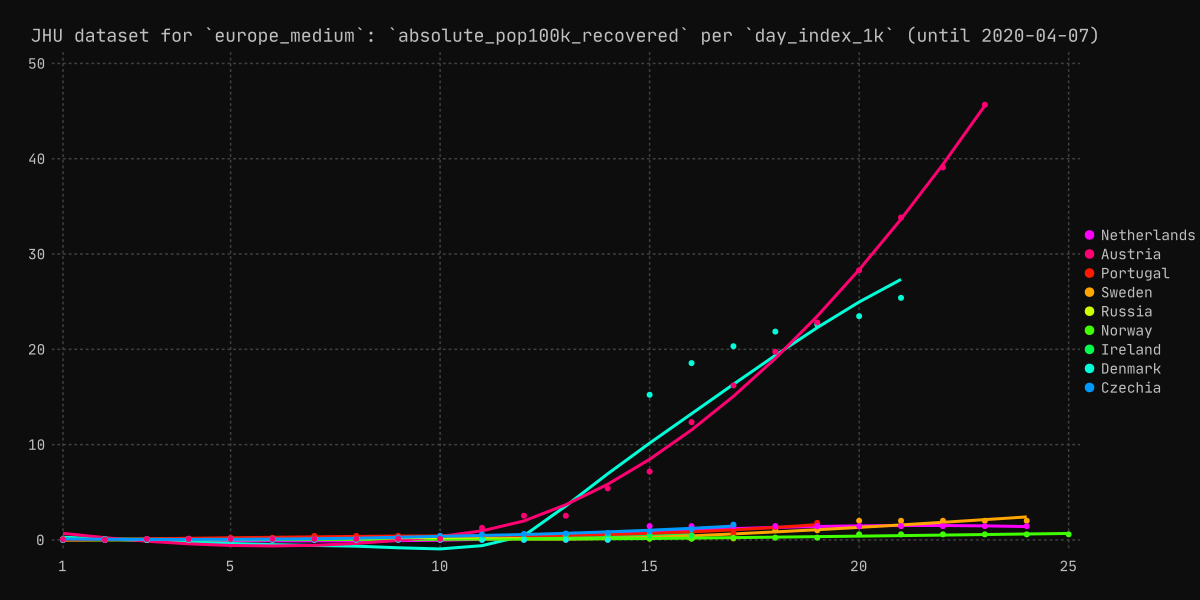 JHU dataset for `europe_medium`: `absolute_pop100k_recovered` per `day_index_1k` (until 2020-04-07)
50
40
30
20
10
0
1 5 10 15 20 25
Netherlands
Austria
Portugal
Sweden
Russia
Norway
Ireland
Denmark
Czechia